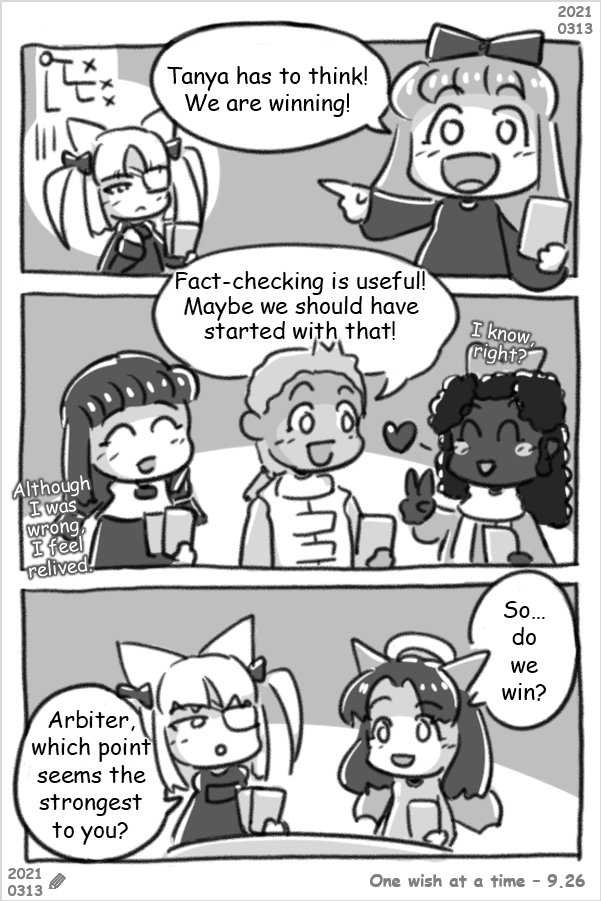 2021
0313
Tanya has to think!
We are winning!
Fact-checking is useful!
Maybe we should have
started with that!
I know,
right?
Although
I was
wrong,
I feel
relived.
So...
do
we
win?
Arbiter,
which point
seems the
strongest
to you?
2021
0313
One wish at a time - 9.26